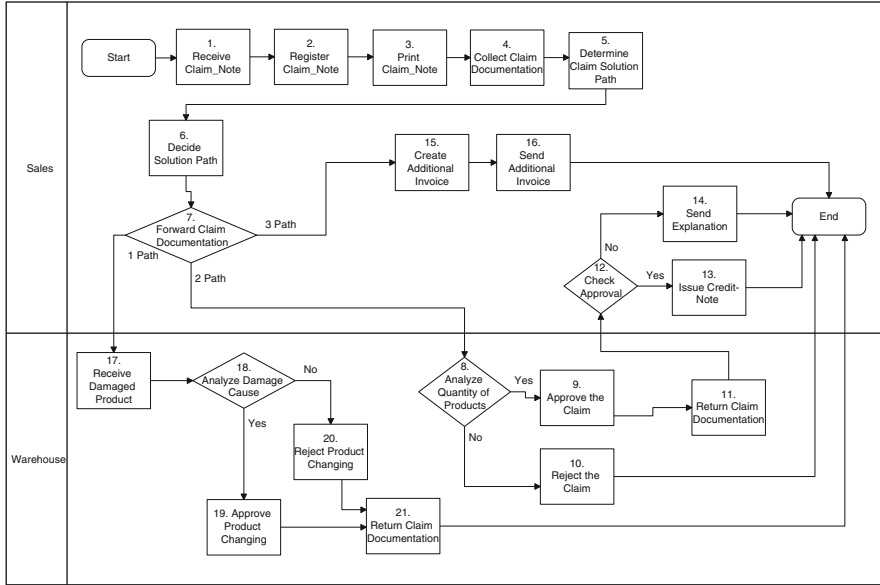 Sales
Start
1.
Receive
Claim_Note
2.
Register
Claim_Note
3.
Print
Claim_Note
4.
Collect Claim
Documentation
5.
Determine
Claim Solution
Path
6.
Decide
Solution Path
7.
Forward Claim
Documentation
1 Path
2 Path
3 Path
15.
Create
Additional
Invoice
16.
Send
Additional
Invoice
14.
Send
Explanation
End
No
12.
Check
Approval
Yes
13.
Issue Credit-
Note
Warehouse
17.
Receive
Damaged
Product
18.
Analyze Damage
Cause
No
Yes
20.
Reject Product
Changing
19. Approve
Product
Changing
21.
Return Claim
Documentation
8.
Analyze
Quantity of
Products
Yes
No
9.
Approve the
Claim
11.
Return Claim
Documentation
10.
Reject the
Claim